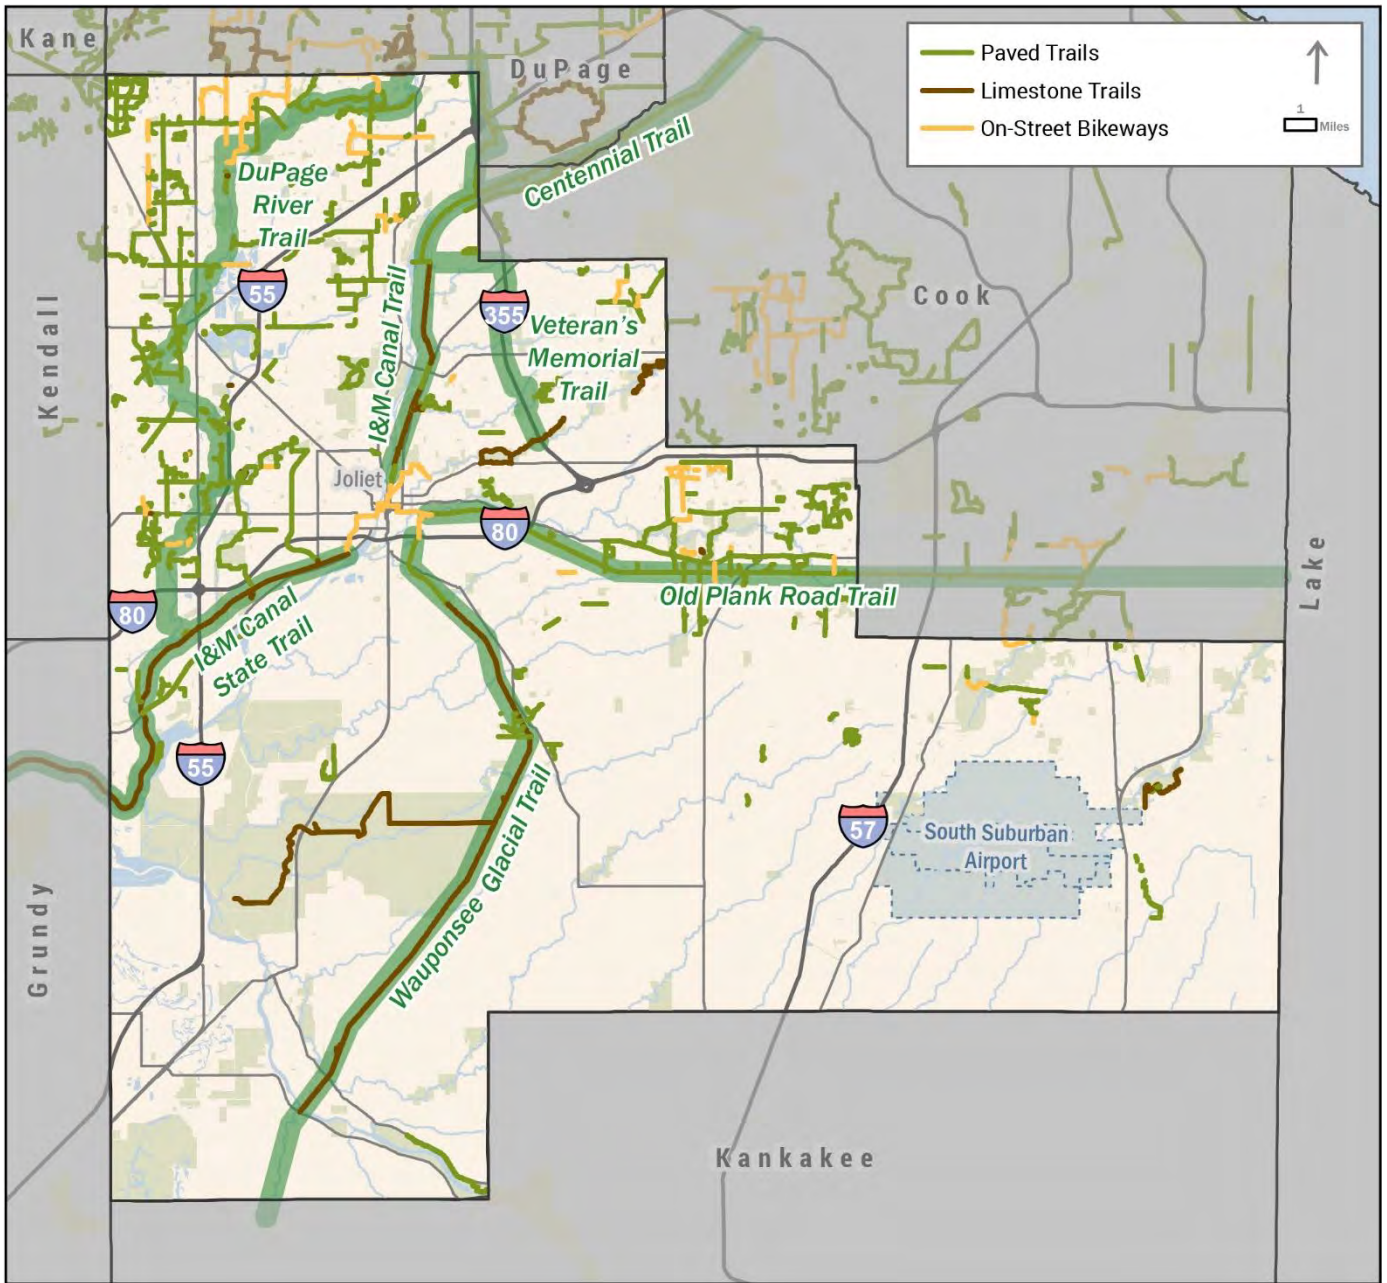 Kane
DuPage
Paved Trails
Limestone Trails
On-Street Bikeways
1
Miles
Centennial Trail
DuPage
River
Trail
55
I&M Canal Trail
355
Veteran's
Memorial
Trail
Cook
Kendall
Joliet
80
Lake
80
Old Plank Road Trail
I&M Canal
State Trail
55
57
South Suburban
Airport
Wauponsee Glacial Trail
Grundy
Kankakee